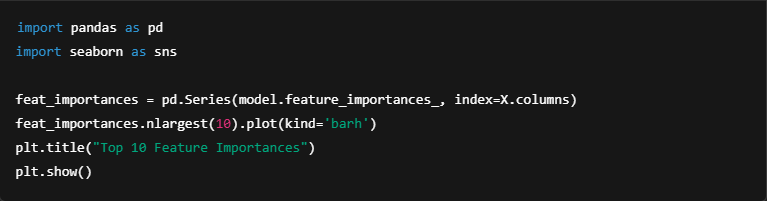 import pandas as pd
import seaborn as sns
feat_importances = pd.Series(model.feature_importances_, index=X.columns)
feat_importances.nlargest(10).plot(kind='barh')
plt.title("Top 10 Feature Importances")
plt.show()